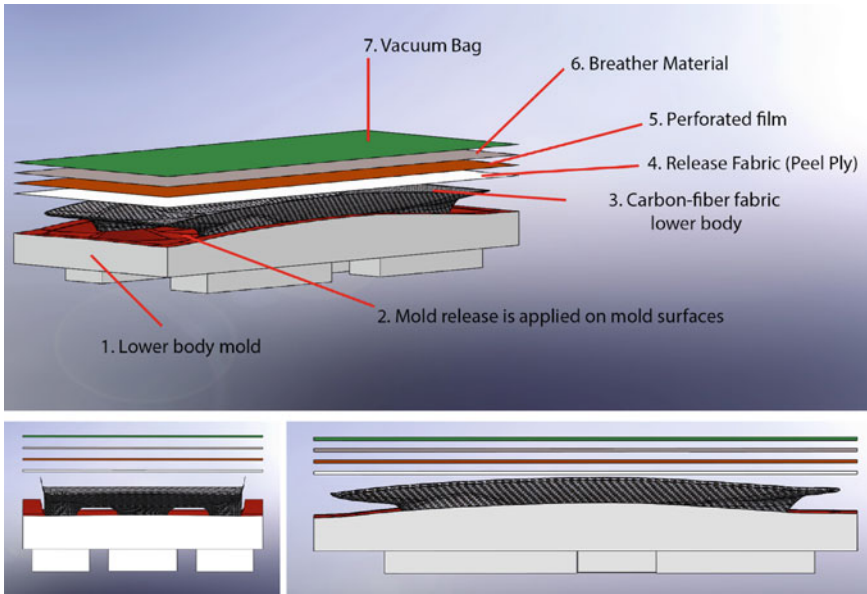 7. Vacuum Bag
6. Breather Material
5. Perforated film
4. Release Fabric (Peel Ply)
3. Carbon-fiber fabric
lower body
2. Mold release is applied on mold surfaces
1. Lower body mold